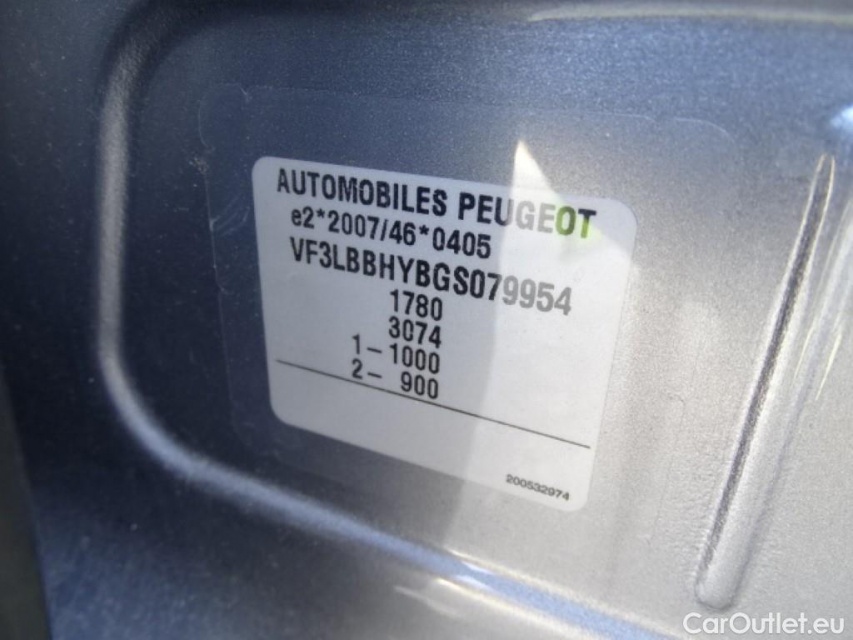 AUTOMOBILES PEUGEOT
e2*2007/46*0405
VF3LBBHYBGS079954
1780
3074
1- 1000
2- 900
200532974
CarOutlet.eu